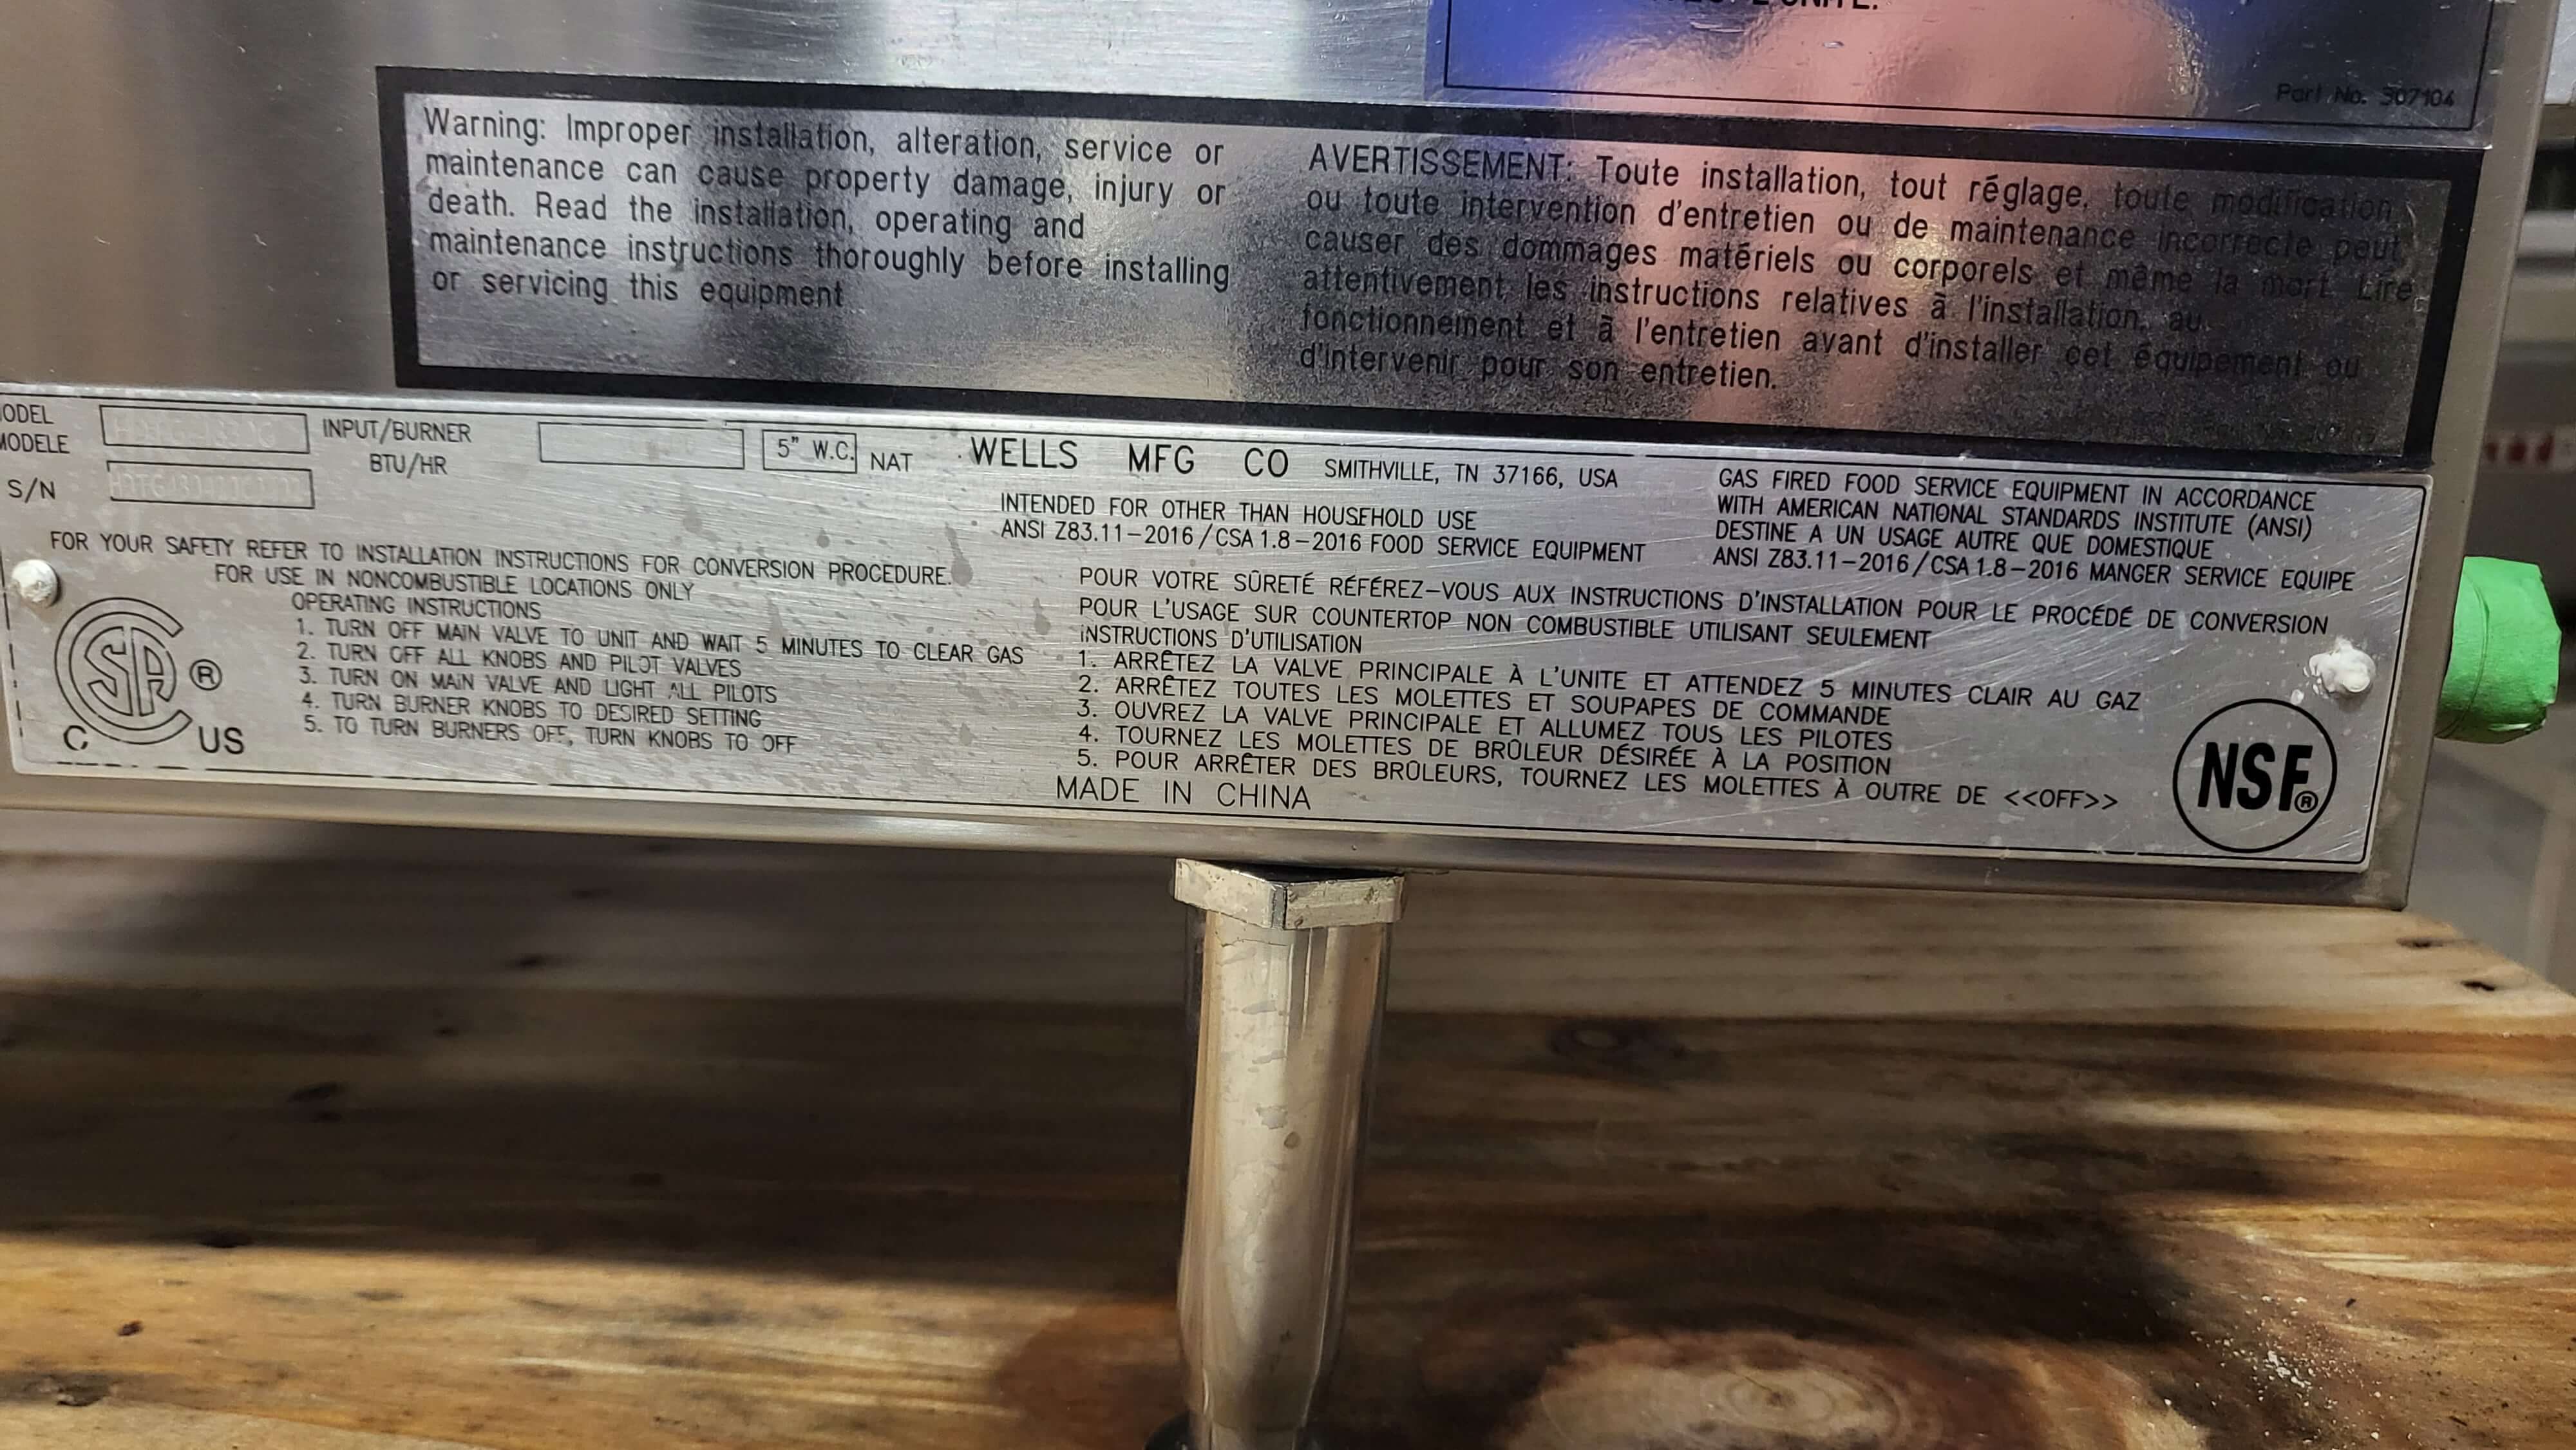 L'UNITÉ.
Part No. 507104
Warning: Improper installation, alteration, service or
maintenance can cause property damage, injury or
death. Read the installation, operating and
maintenance instructions thoroughly before installing
or servicing this equipment
AVERTISSEMENT: Toute installation, tout réglage, toute modification
ou toute intervention d'entretien ou de maintenance incorrecte peut
causer des dommages matériels ou corporels et même la mort. Lire
attentivement les instructions relatives à l'installation, au
fonctionnement et à l'entretien avant d'installer cet équipement ou
d'intervenir pour son entretien.
ODEL
MODELE
S/N
INPUT/BURNER
BTU/HR
5" W.C. NAT
WELLS MFG CO SMITHVILLE, TN 37166, USA
INTENDED FOR OTHER THAN HOUSEHOLD USE
ANSI Z83.11-2016/CSA 1.8-2016 FOOD SERVICE EQUIPMENT
GAS FIRED FOOD SERVICE EQUIPMENT IN ACCORDANCE
WITH AMERICAN NATIONAL STANDARDS INSTITUTE (ANSI)
DESTINE A UN USAGE AUTRE QUE DOMESTIQUE
ANSI Z83.11-2016/CSA 1.8-2016 MANGER SERVICE EQUIPE
FOR YOUR SAFETY REFER TO INSTALLATION INSTRUCTIONS FOR CONVERSION PROCEDURE.
FOR USE IN NONCOMBUSTIBLE LOCATIONS ONLY
OPERATING INSTRUCTIONS
1. TURN OFF MAIN VALVE TO UNIT AND WAIT 5 MINUTES TO CLEAR GAS
2. TURN OFF ALL KNOBS AND PILOT VALVES
3. TURN ON MAIN VALVE AND LIGHT ALL PILOTS
4. TURN BURNER KNOBS TO DESIRED SETTING
5. TO TURN BURNERS OFF, TURN KNOBS TO OFF
CSA ®
C US
POUR VOTRE SÛRETÉ RÉFÉREZ-VOUS AUX INSTRUCTIONS D'INSTALLATION POUR LE PROCÉDÉ DE CONVERSION
POUR L'USAGE SUR COUNTERTOP NON COMBUSTIBLE UTILISANT SEULEMENT
INSTRUCTIONS D'UTILISATION
1. ARRÊTEZ LA VALVE PRINCIPALE À L'UNITE ET ATTENDEZ 5 MINUTES CLAIR AU GAZ
2. ARRÊTEZ TOUTES LES MOLETTES ET SOUPAPES DE COMMANDE
3. OUVREZ LA VALVE PRINCIPALE ET ALLUMEZ TOUS LES PILOTES
4. TOURNEZ LES MOLETTES DE BRÛLEUR DÉSIRÉE À LA POSITION
5. POUR ARRÊTER DES BRÛLEURS, TOURNEZ LES MOLETTES À OUTRE DE <<OFF>>
MADE IN CHINA
NSF®